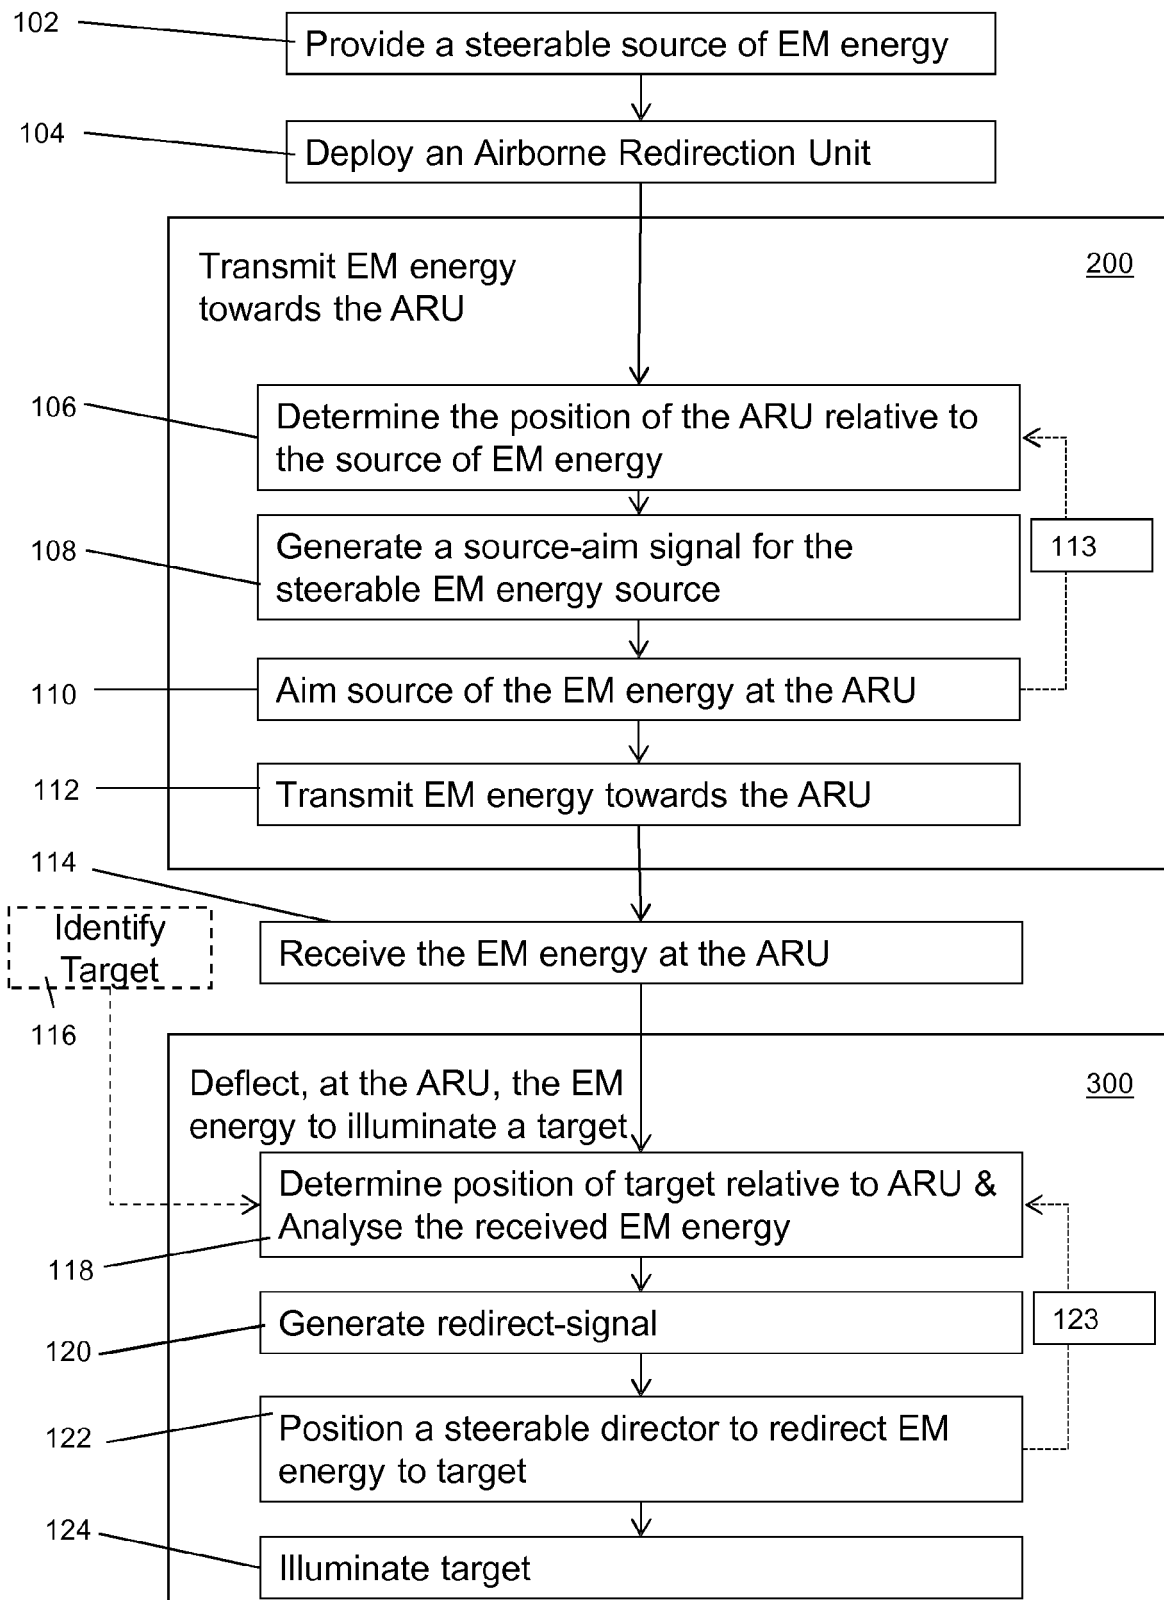 102
Provide a steerable source of EM energy
104
Deploy an Airborne Redirection Unit
Transmit EM energy
towards the ARU
200
106
Determine the position of the ARU relative to
the source of EM energy
108
Generate a source-aim signal for the
steerable EM energy source
113
110
Aim source of the EM energy at the ARU
112
Transmit EM energy towards the ARU
114
Identify
Target
Receive the EM energy at the ARU
116
Deflect, at the ARU, the EM
energy to illuminate a target
300
Determine position of target relative to ARU &
Analyse the received EM energy
118
120
Generate redirect-signal
123
122
Position a steerable director to redirect EM
energy to target
124
Illuminate target